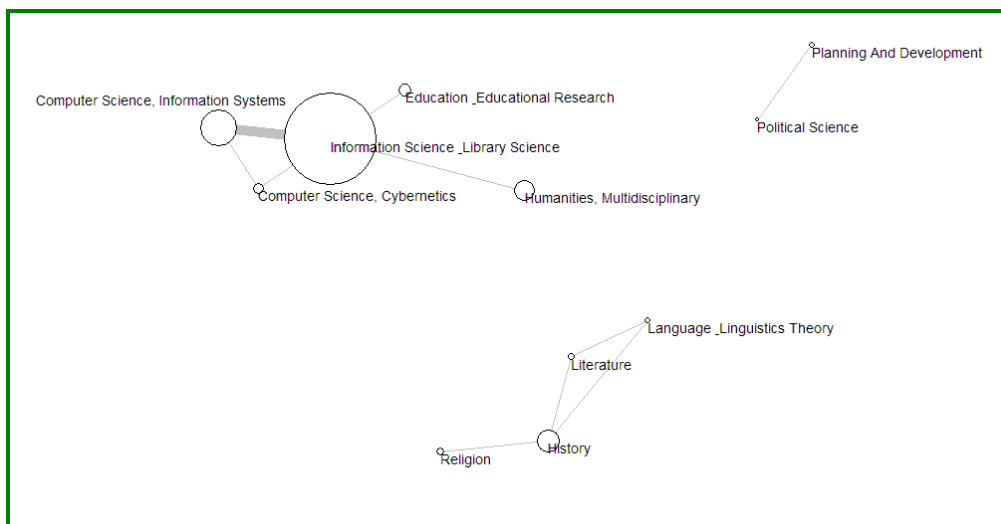 Planning And Development
Computer Science, Information Systems
Education _Educational Research
Political Science
Information Science _Library Science
Computer Science, Cybernetics
Humanities, Multidisciplinary
Language _Linguistics Theory
Literature
History
Religion